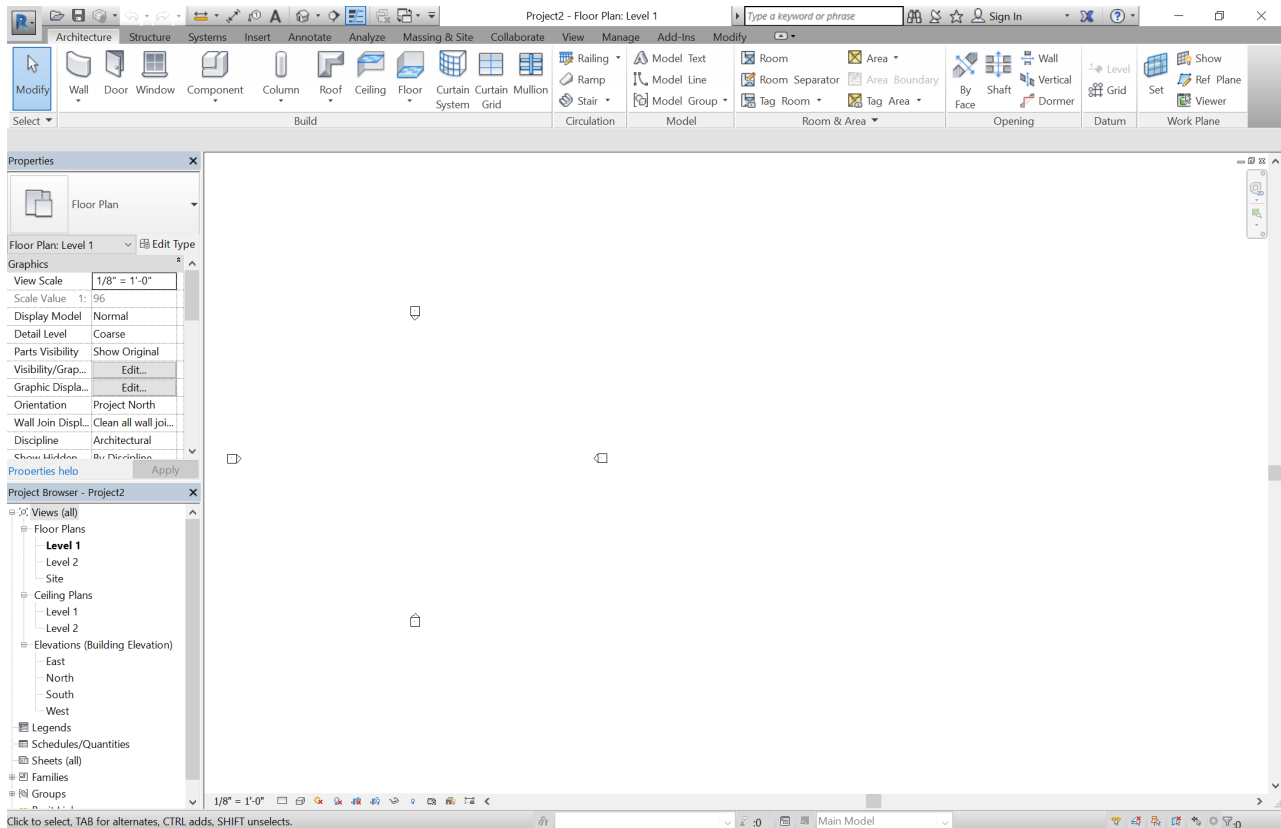 Project2 - Floor Plan: Level 1
Type a keyword or phrase
Sign In
Architecture Structure Systems Insert Annotate Analyze Massing & Site Collaborate View Manage Add-Ins Modify
Modify
Wall Door Window Component Column Roof Ceiling Floor Curtain System Curtain Grid Mullion
Railing
Ramp
Stair
Model Text
Model Line
Model Group
Room
Room Separator
Tag Room
Area
Area Boundary
Tag Area
By Face
Shaft
Wall
Vertical
Dormer
Level
Grid
Set
Show
Ref Plane
Viewer
Select Build Circulation Model Room & Area Opening Datum Work Plane
Properties
Floor Plan
Floor Plan: Level 1 Edit Type
Graphics
View Scale 1/8" = 1'-0"
Scale Value 1: 96
Display Model Normal
Detail Level Coarse
Parts Visibility Show Original
Visibility/Grap... Edit...
Graphic Displa... Edit...
Orientation Project North
Wall Join Displ... Clean all wall joi...
Discipline Architectural
Show Hidden By Discipline
Properties help Apply
Project Browser - Project2
Views (all)
Floor Plans
Level 1
Level 2
Site
Ceiling Plans
Level 1
Level 2
Elevations (Building Elevation)
East
North
South
West
Legends
Schedules/Quantities
Sheets (all)
Families
Groups
1/8" = 1'-0"
Click to select, TAB for alternates, CTRL adds, SHIFT unselects.
:0
Main Model
:0